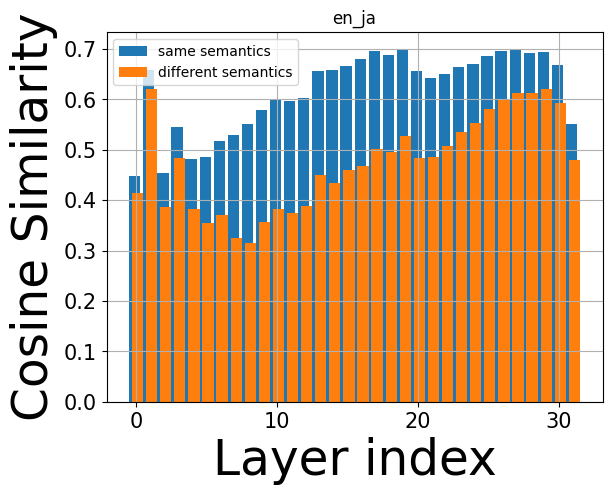 en_ja
same semantics
different semantics
Cosine Similarity
0.7
0.6
0.5
0.4
0.3
0.2
0.1
0.0
0 10 20 30
Layer index